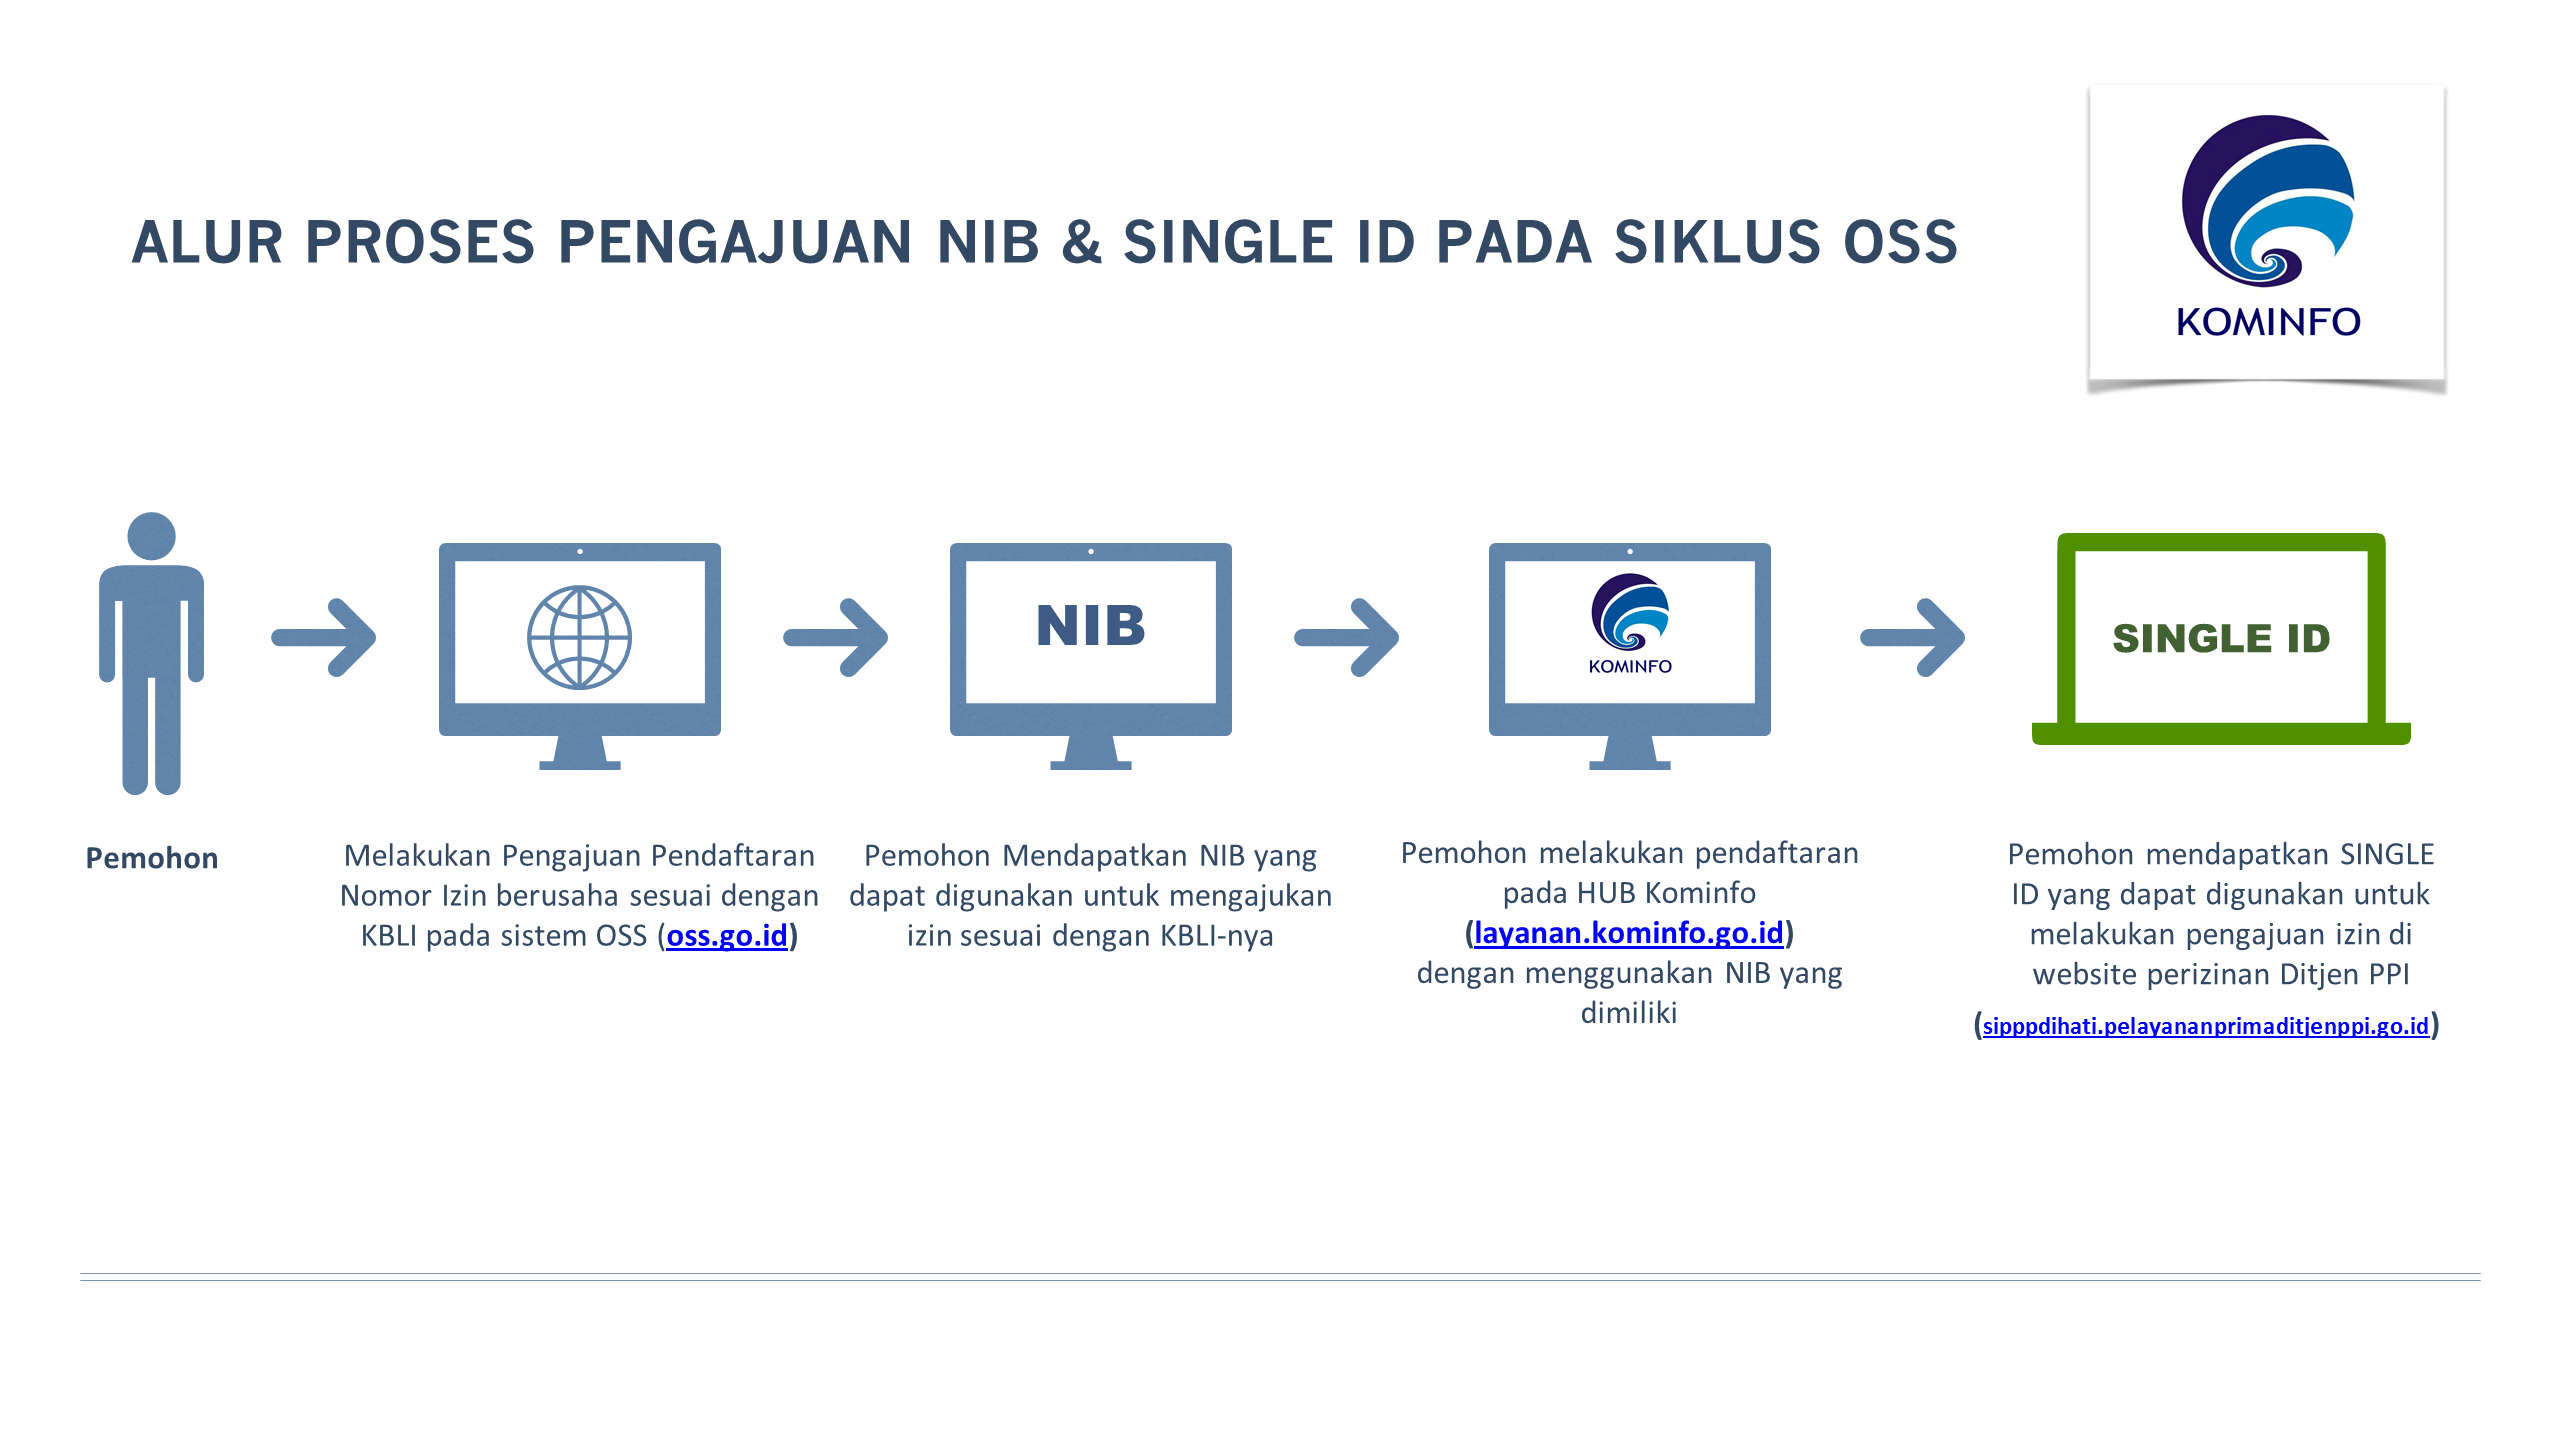 ALUR PROSES PENGAJUAN NIB & SINGLE ID PADA SIKLUS OSS
KOMINFO
NIB
KOMINFO
SINGLE ID
Pemohon
Melakukan Pengajuan Pendaftaran
Nomor Izin berusaha sesuai dengan
KBLI pada sistem OSS (oss.go.id)
Pemohon Mendapatkan NIB yang
dapat digunakan untuk mengajukan
izin sesuai dengan KBLI-nya
Pemohon melakukan pendaftaran
pada HUB Kominfo
(layanan.kominfo.go.id)
dengan menggunakan NIB yang
dimiliki
Pemohon mendapatkan SINGLE
ID yang dapat digunakan untuk
melakukan pengajuan izin di
website perizinan Ditjen PPI
(sipppdihati.pelayananprimaditjenppi.go.id)